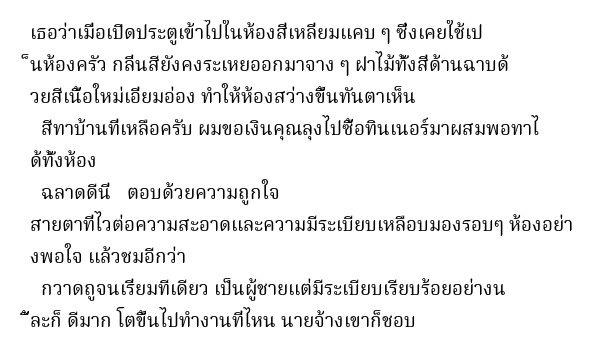 เธอว่าเมื่อเปิดประตูเข้าไปในห้องสี่เหลี่ยมแคบ ๆ ซึ่งเคยใช้เป
็นห้องครัว กลิ่นสียังคงระเหยออกมาจาง ๆ ฝาไม้ทั้งสี่ด้านฉาบด้
วยสีเนื้อใหม่เอี่ยมอ่อง ทำให้ห้องสว่างขึ้นทันตาเห็น
สีทาบ้านที่เหลือครับ ผมขอเงินคุณลุงไปซื้อทินเนอร์มาผสมพอทาไ
ด้ทั้งห้อง
ฉลาดดีนี่ ตอบด้วยความถูกใจ
สายตาที่ไวต่อความสะอาดและความมีระเบียบเหลือบมองรอบๆ ห้องอย่า
งพอใจ แล้วชมอีกว่า
กวาดถูจนเรี่ยมทีเดียว เป็นผู้ชายแต่มีระเบียบเรียบร้อยอย่างน
ี้ละก็ ดีมาก โตขึ้นไปทำงานที่ไหน นายจ้างเขาก็ชอบ